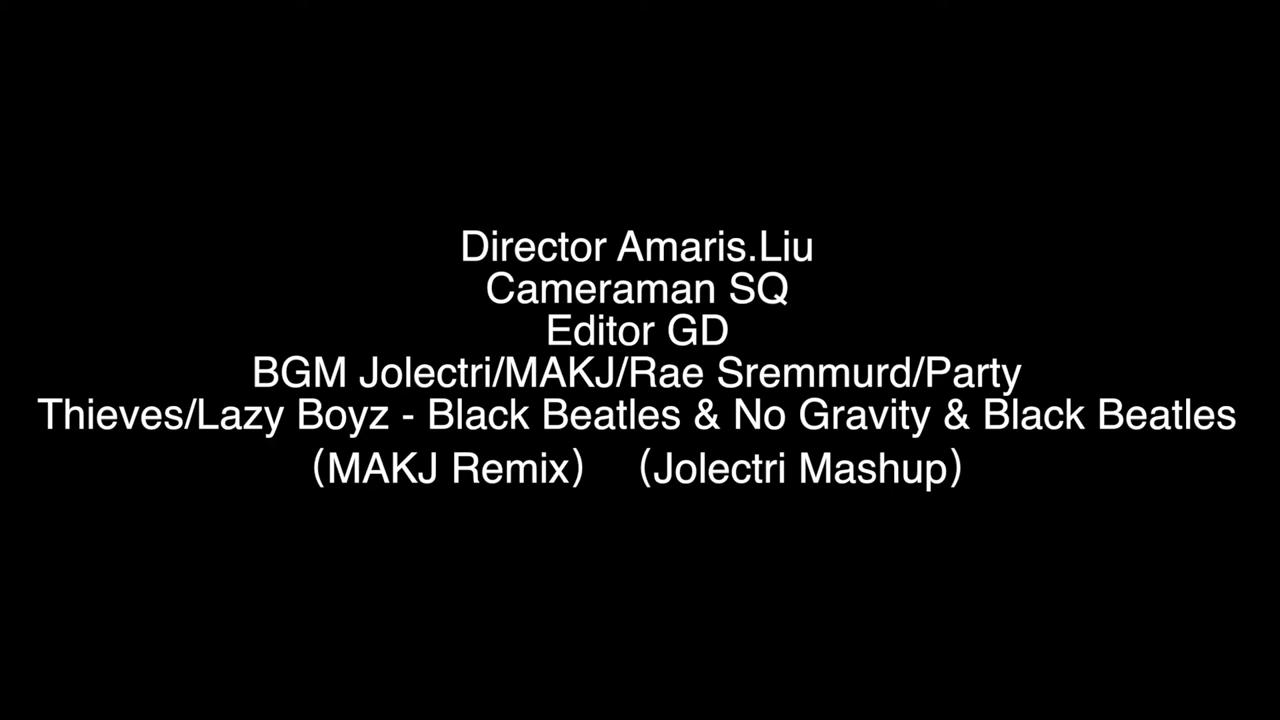 Director Amaris.Liu
Cameraman SQ
Editor GD
BGM Jolectri/MAKJ/Rae Sremmurd/Party
Thieves/Lazy Boyz - Black Beatles & No Gravity & Black Beatles
（MAKJ Remix）（Jolectri Mashup）